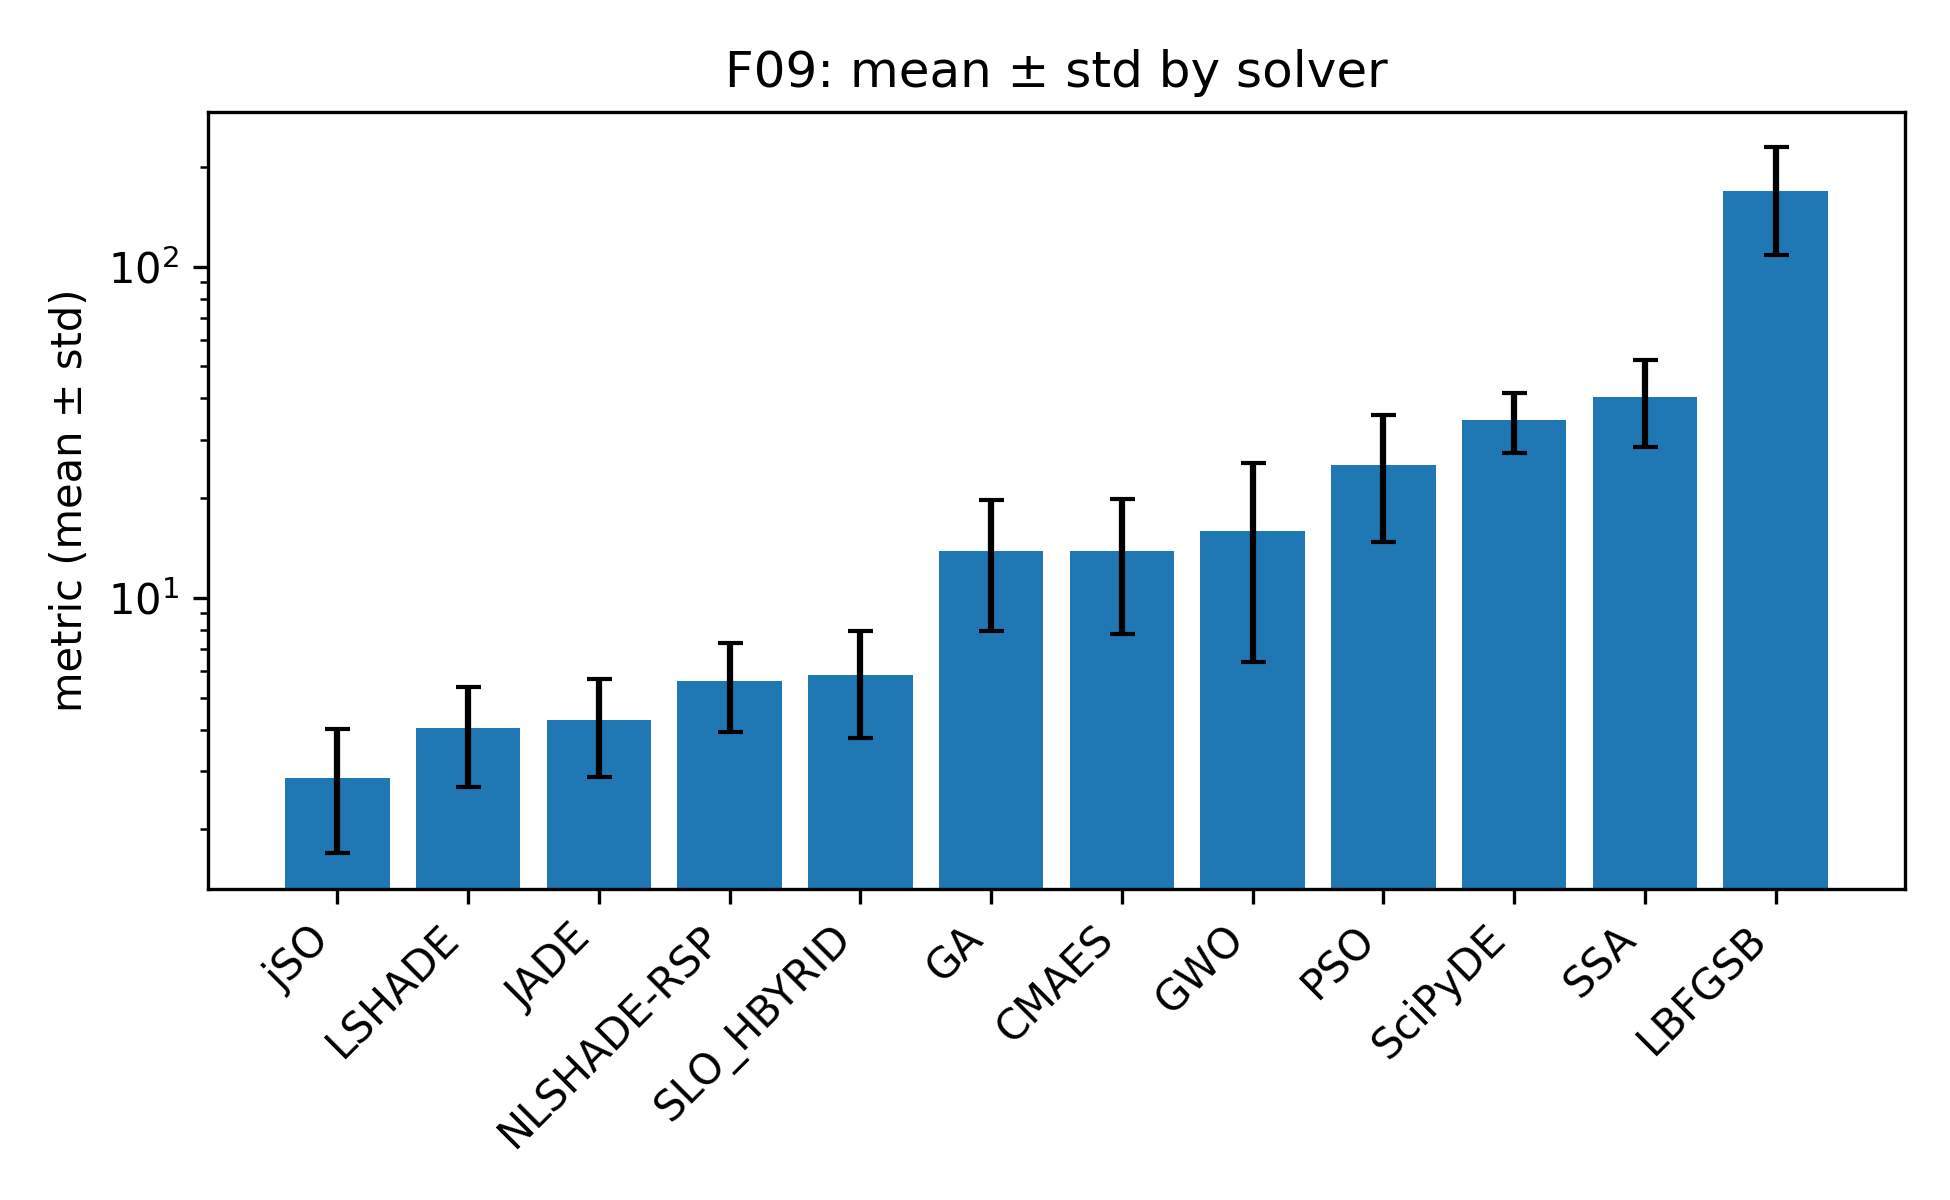 F09: mean ± std by solver
metric (mean ± std)
10²
10¹
jSO
LSHADE
JADE
NLSHADE-RSP
SLO_HBYRID
GA
CMAES
GWO
PSO
SciPyDE
SSA
LBFGSB